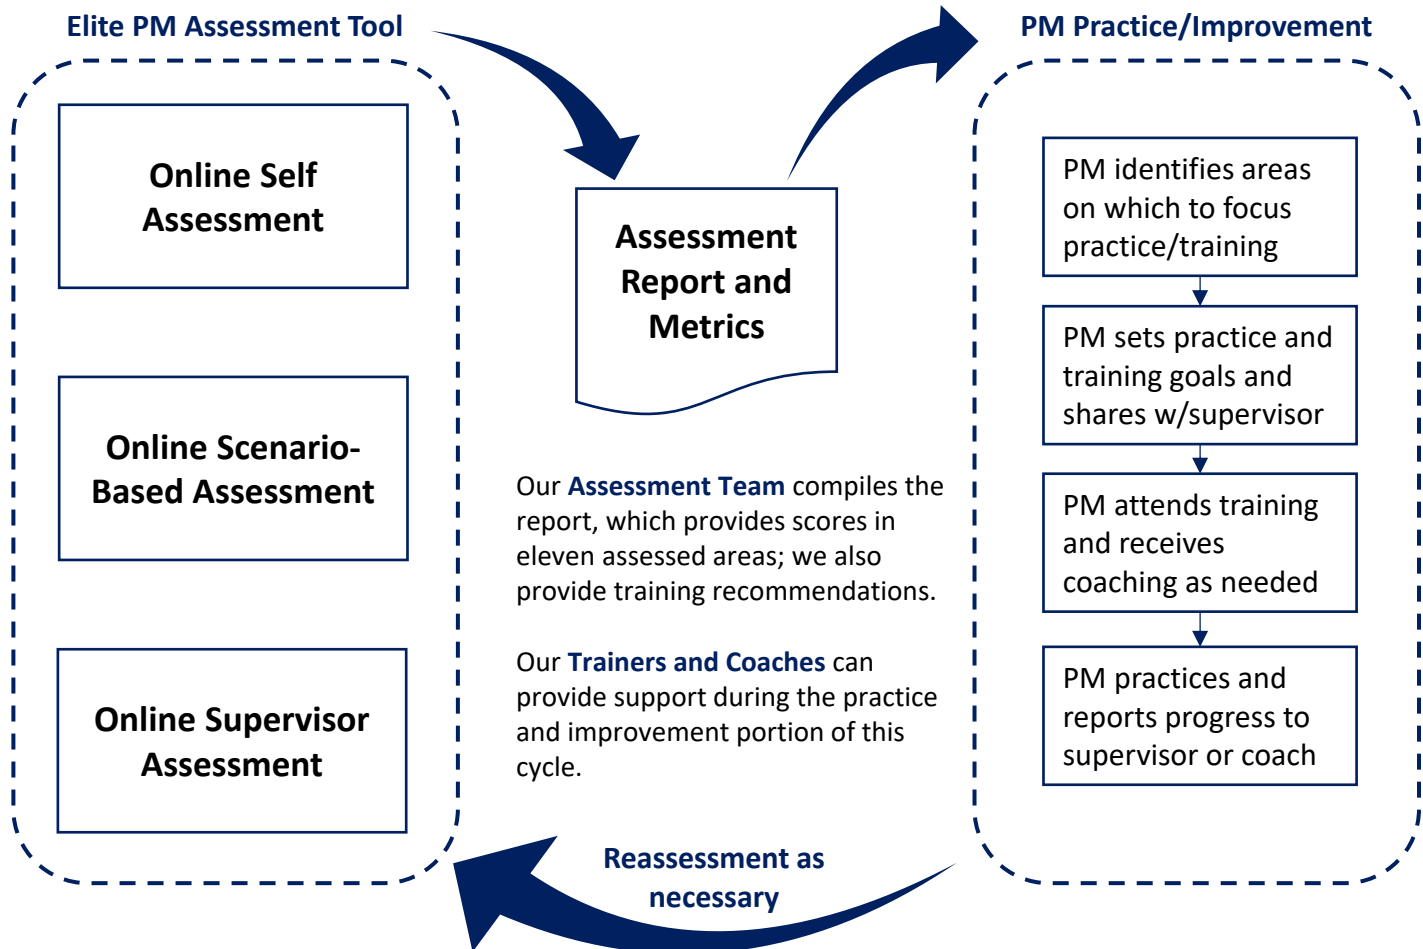 Elite PM Assessment Tool
Online Self
Assessment
Online Scenario-
Based Assessment
Online Supervisor
Assessment
Assessment
Report and
Metrics
Our Assessment Team compiles the
report, which provides scores in
eleven assessed areas; we also
provide training recommendations.
Our Trainers and Coaches can
provide support during the practice
and improvement portion of this
cycle.
PM Practice/Improvement
PM identifies areas
on which to focus
practice/training
PM sets practice and
training goals and
shares w/supervisor
PM attends training
and receives
coaching as needed
PM practices and
reports progress to
supervisor or coach
Reassessment as
necessary